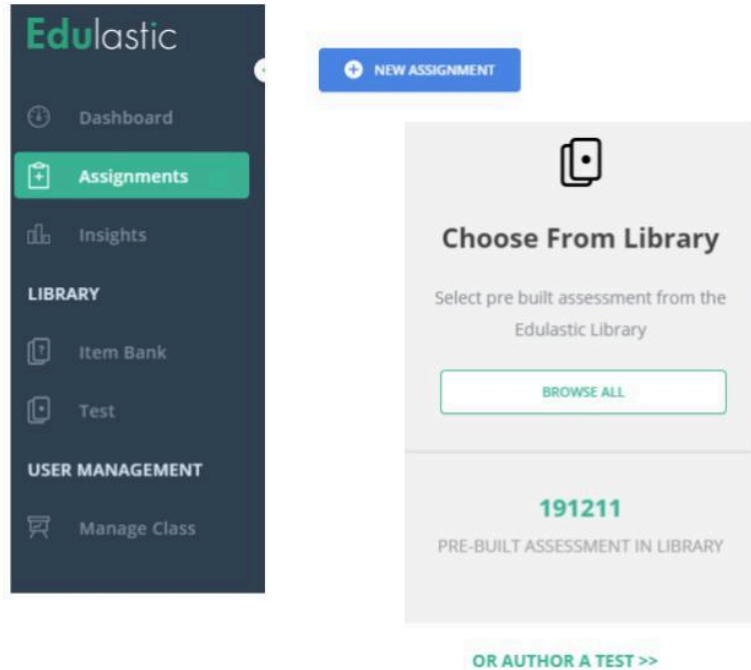 Edulastic
Dashboard
Assignments
Insights
LIBRARY
Item Bank
Test
USER MANAGEMENT
Manage Class
NEW ASSIGNMENT
Choose From Library
Select pre built assessment from the
Edulastic Library
BROWSE ALL
191211
PRE-BUILT ASSESSMENT IN LIBRARY
OR AUTHOR A TEST >>